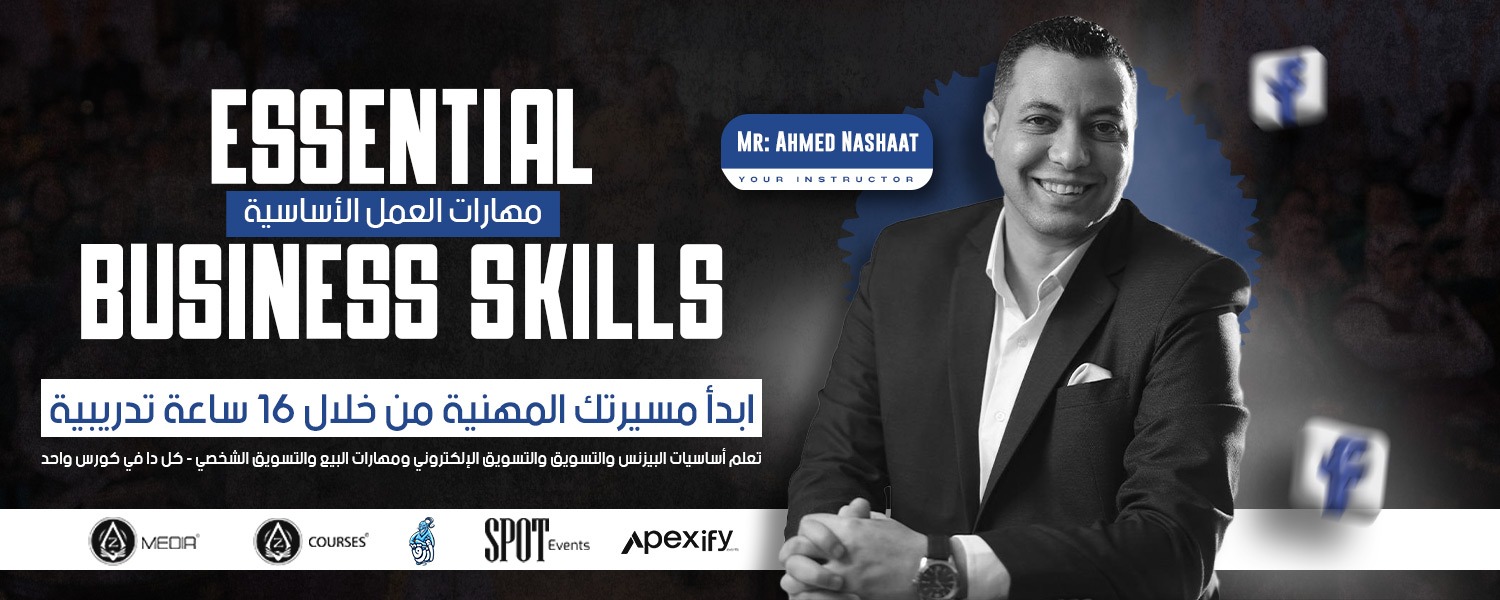 ESSENTIAL
مهارات العمل الأساسية
BUSINESS SKILLS
MR: AHMED NASHAAT
YOUR INSTRUCTOR
ابدأ مسيرتك المهنية من خلال 16 ساعة تدريبية
تعلم أساسيات البيزنس والتسويق والتسويق الإلكتروني ومهارات البيع والتسويق الشخصي - كل دا في كورس واحد
MEDIA®
COURSES®
SPOT Events
Apexify